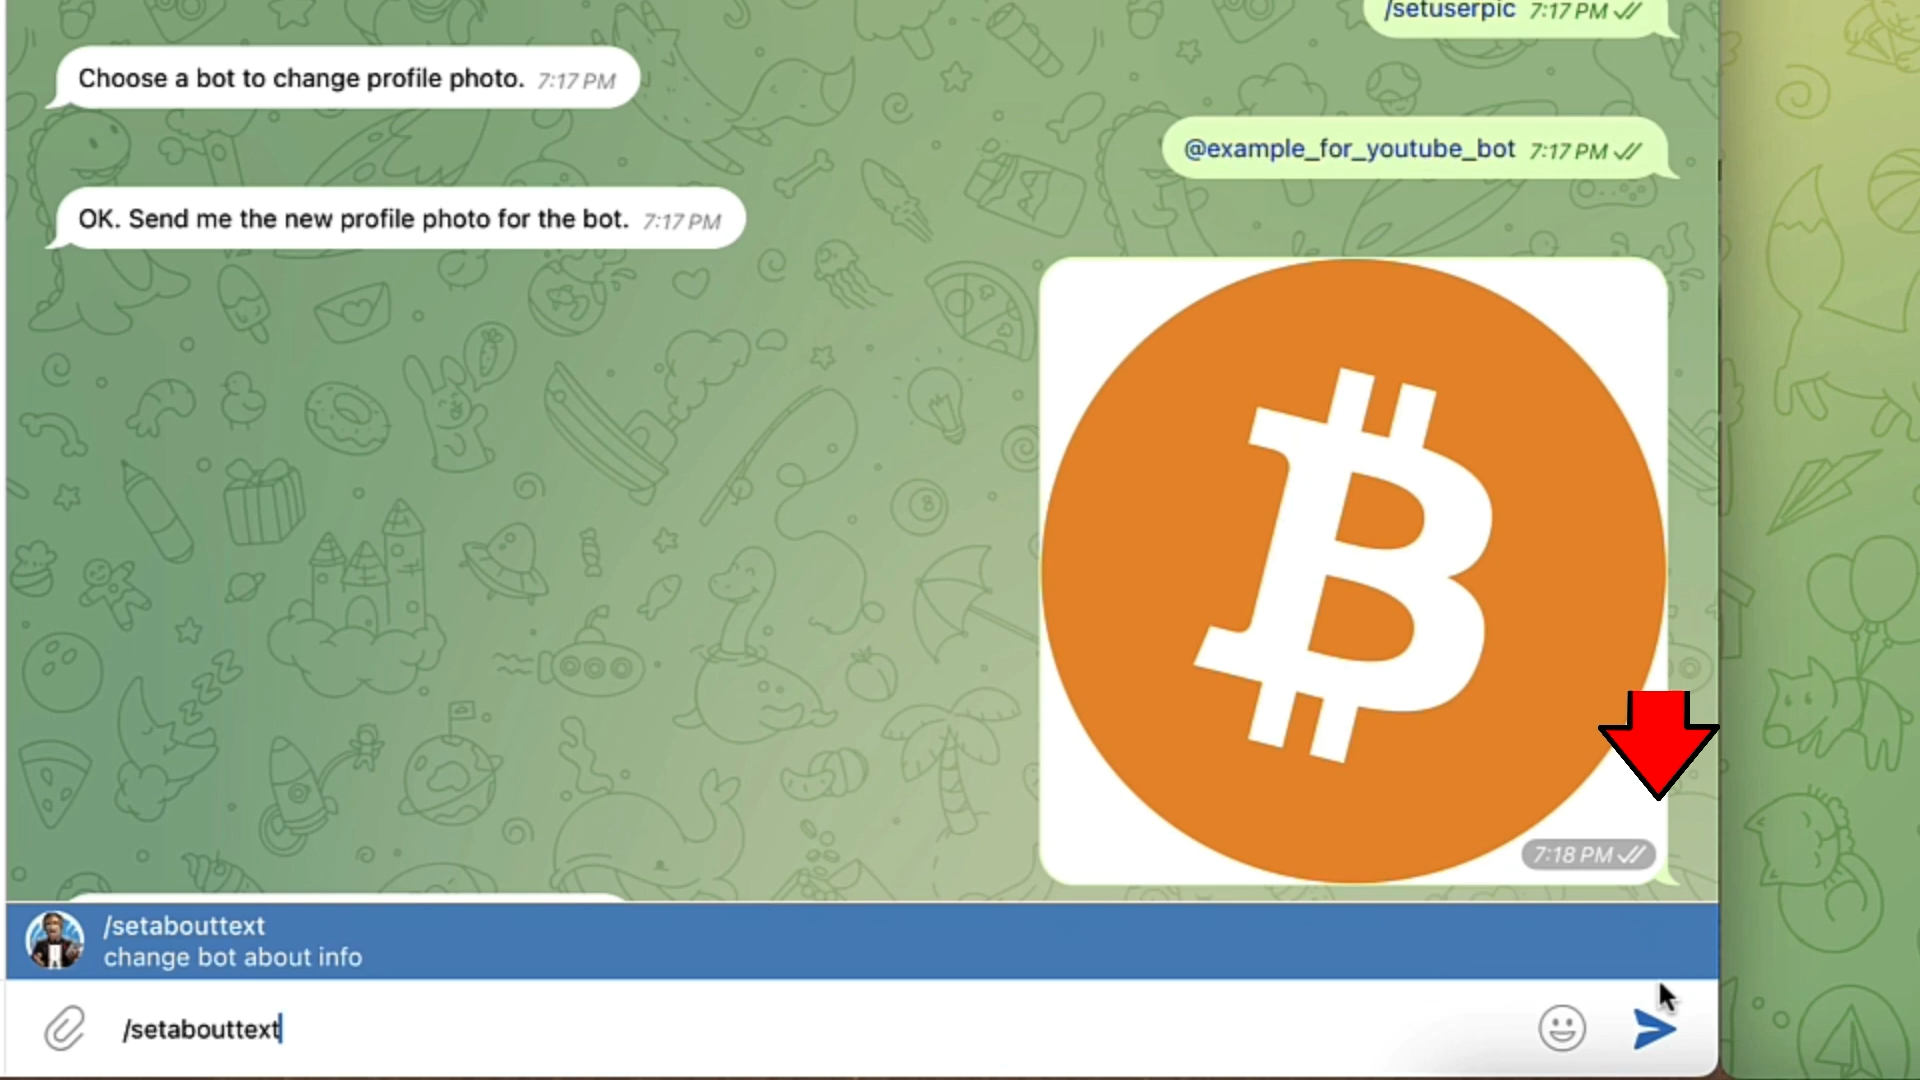 /setuserpic 7:17 PM
Choose a bot to change profile photo. 7:17 PM
@example_for_youtube_bot 7:17 PM
OK. Send me the new profile photo for the bot. 7:17 PM
7:18 PM
/setabouttext
change bot about info
/setabouttext